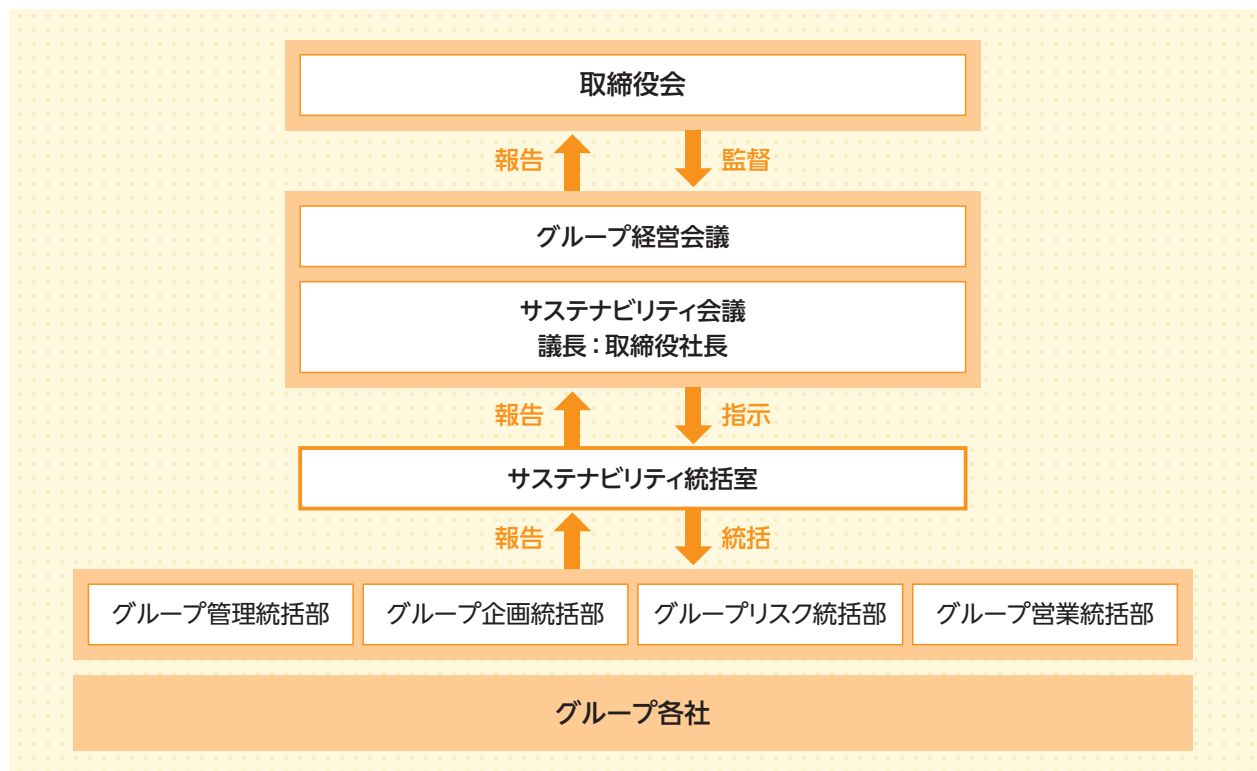 取締役会
報告
監督
グループ経営会議
サステナビリティ会議
議長：取締役社長
報告
指示
サステナビリティ統括室
報告
統括
グループ管理統括部
グループ企画統括部
グループリスク統括部
グループ営業統括部
グループ各社